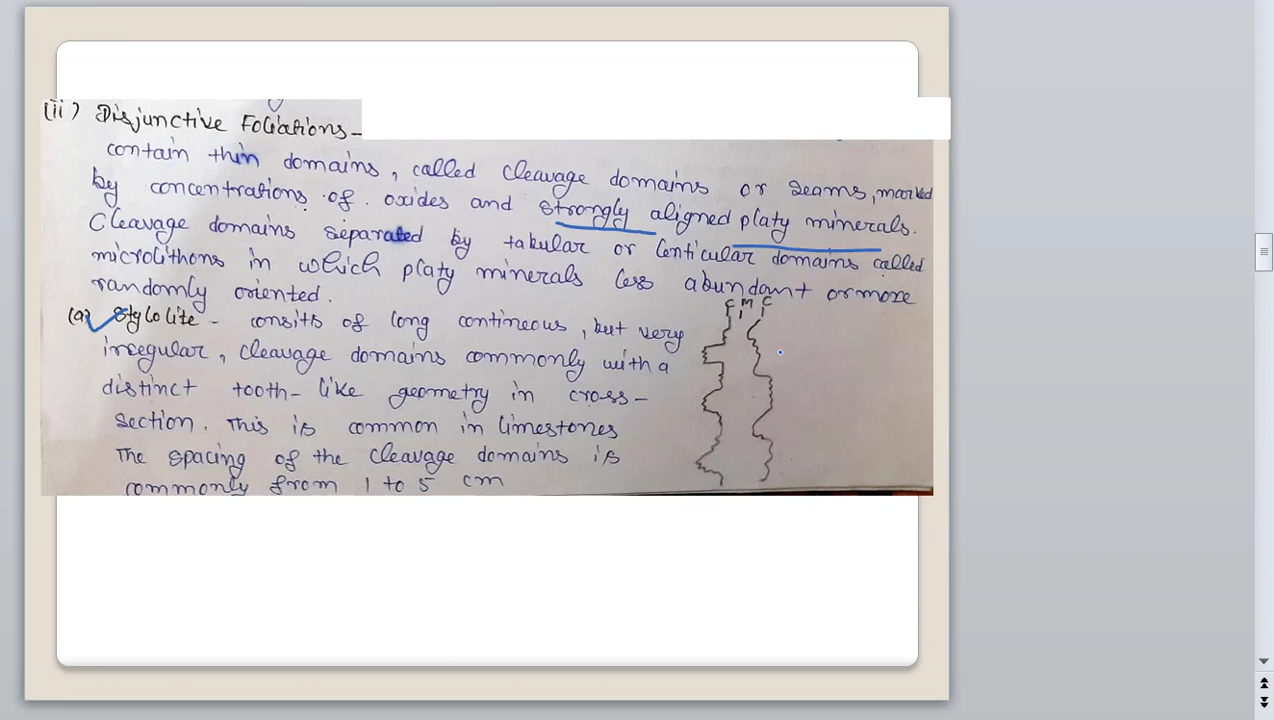 (ii) Disjunctive Foliations -
contain thin domains, called cleavage domains or seams, marked
by concentrations of oxides and strongly aligned platy minerals.
Cleavage domains separated by tabular or lenticular domains called
microlithons in which platy minerals less abundant or more
randomly oriented.
F M C
(a) Stylolite - consits of long contineous, but very
irregular, cleavage domains commonly with a
distinct tooth-like geometry in cross-
section. This is common in limestones
The spacing of the cleavage domains is
commonly from 1 to 5 cm